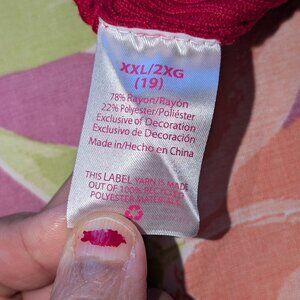 XXL/2XG
(19)
78% Rayon/Rayón
22% Polyester/Poliéster
Exclusive of Decoration
Exclusivo de Decoración
Made in/Hecho en China
THIS LABEL YARN IS MADE
OUT OF 100% RECYCLED
POLYESTER MATERIAL